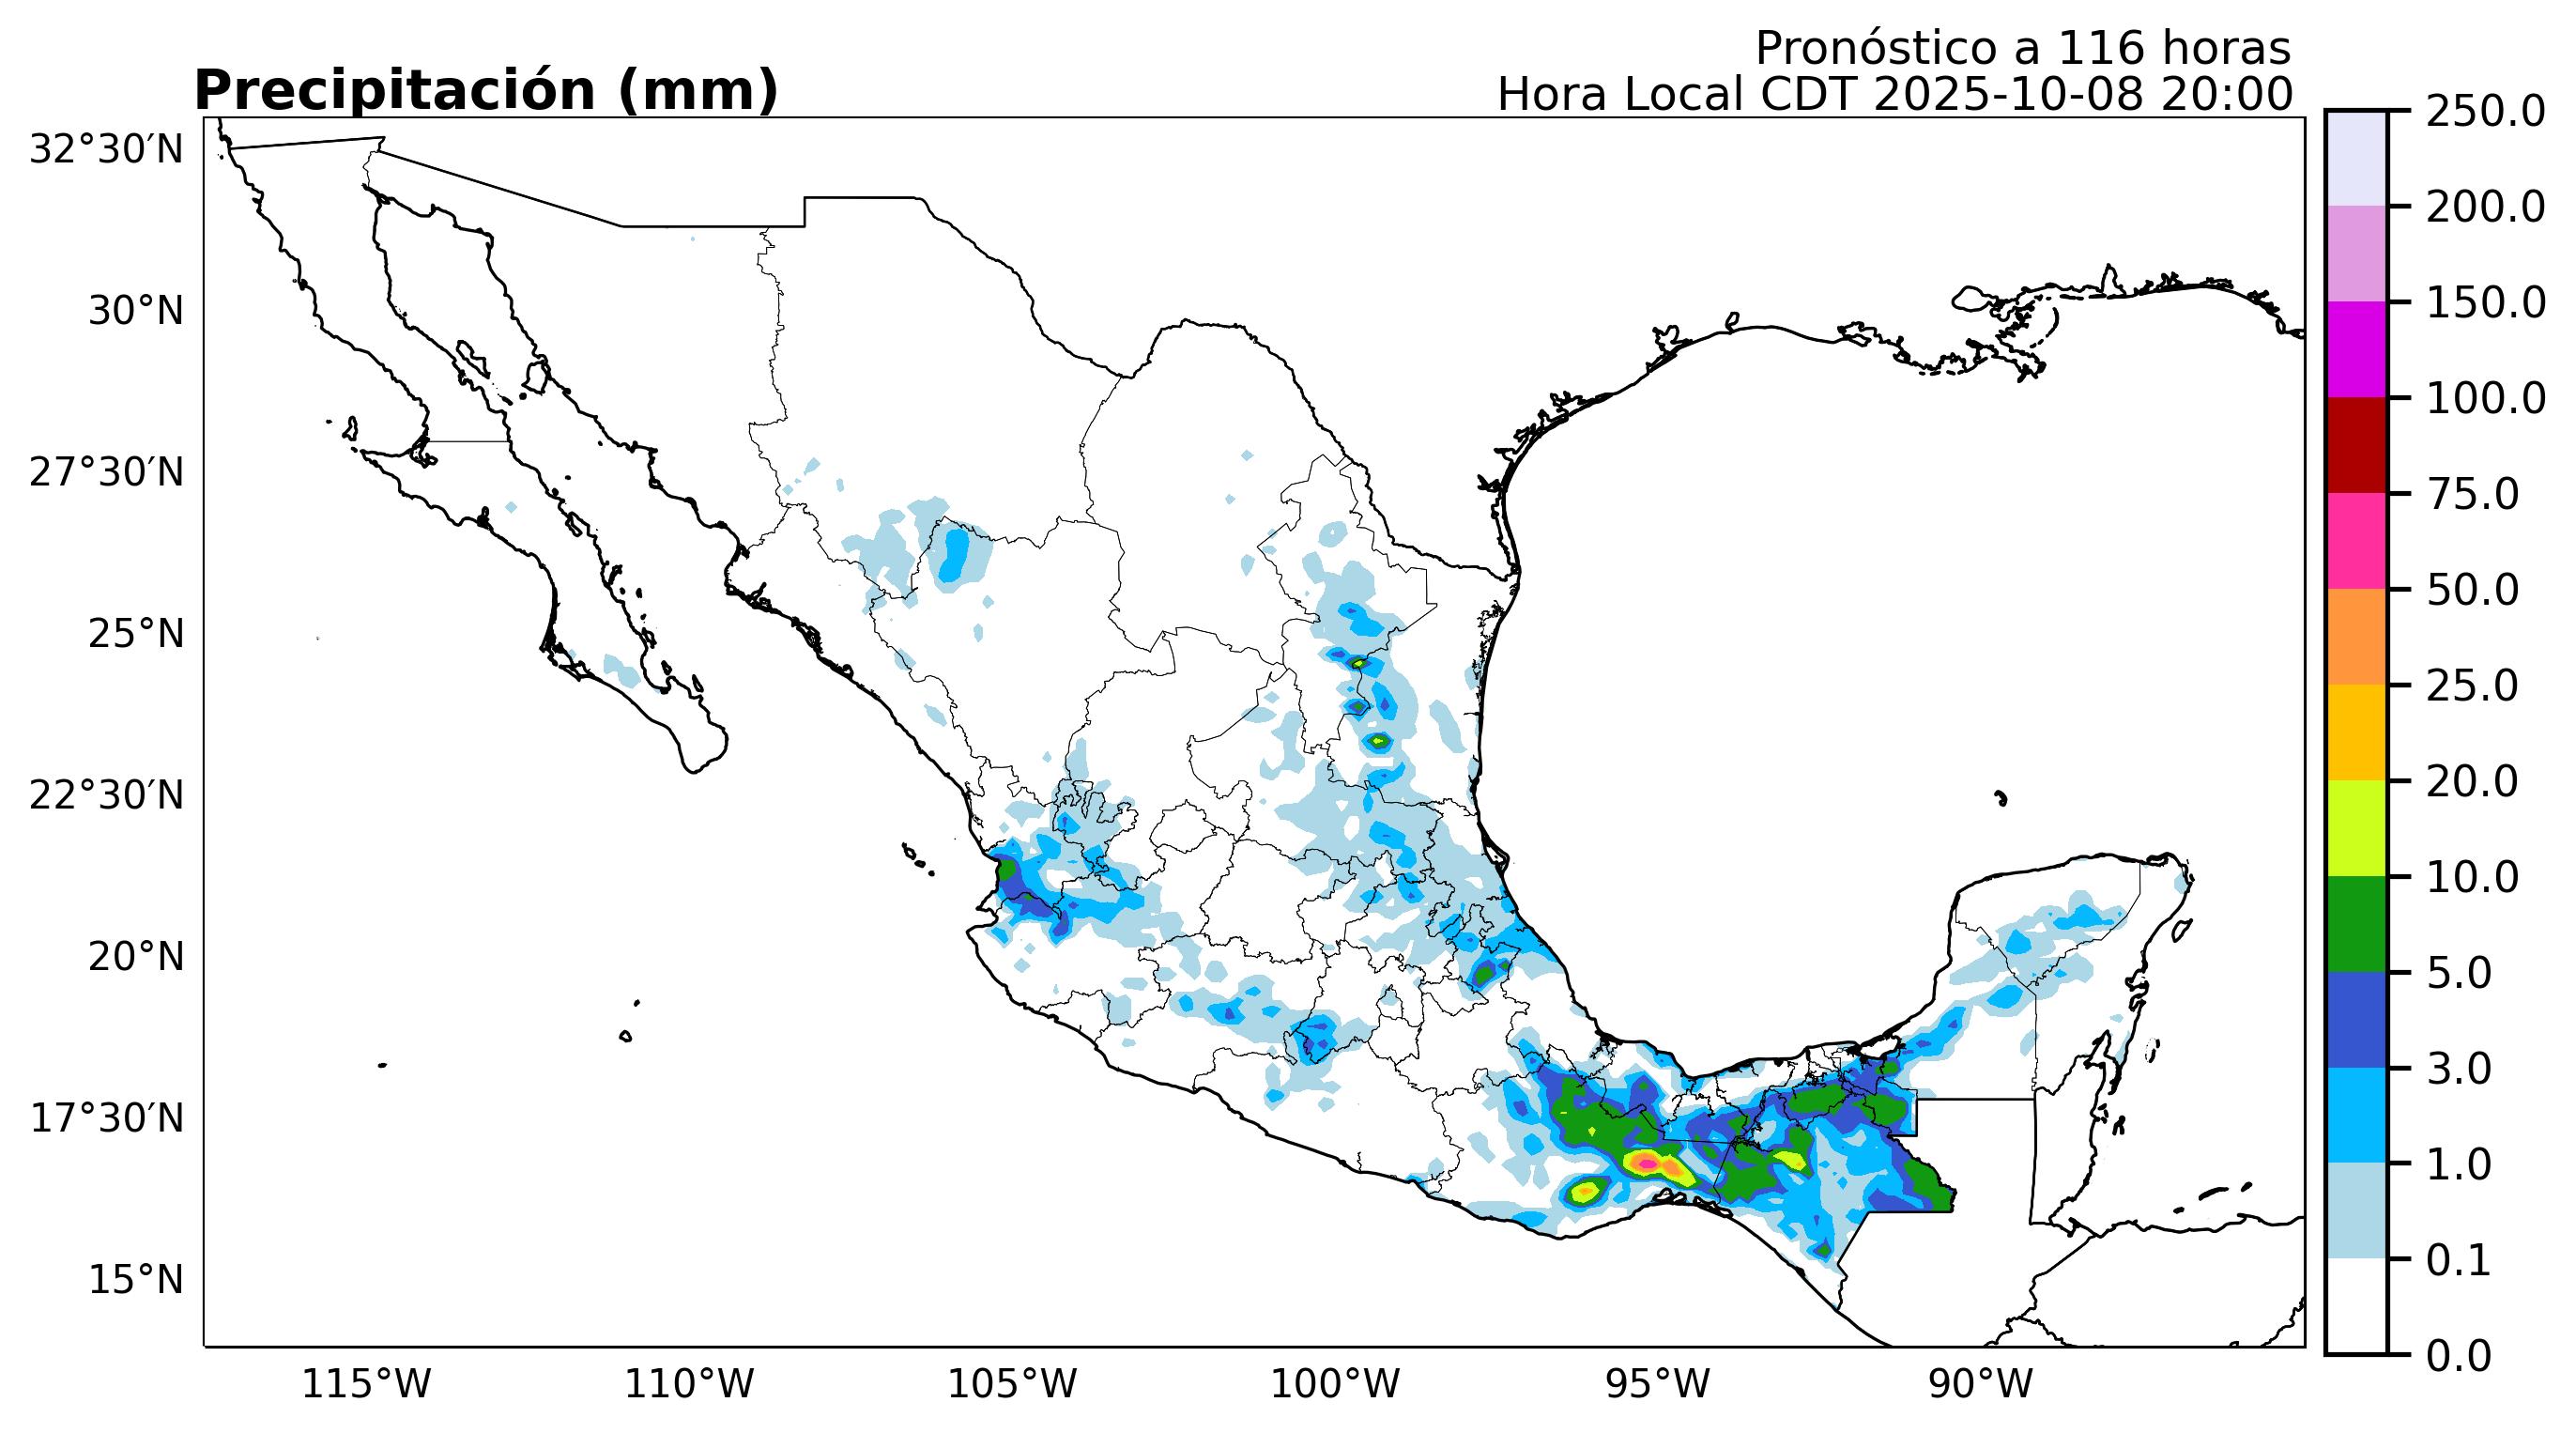 Pronóstico a 116 horas
Precipitación (mm)
Hora Local CDT 2025-10-08 20:00
32°30′N
30°N
27°30′N
25°N
22°30′N
20°N
17°30′N
15°N
115°W
110°W
105°W
100°W
95°W
90°W
250.0
200.0
150.0
100.0
75.0
50.0
25.0
20.0
10.0
5.0
3.0
1.0
0.1
0.0